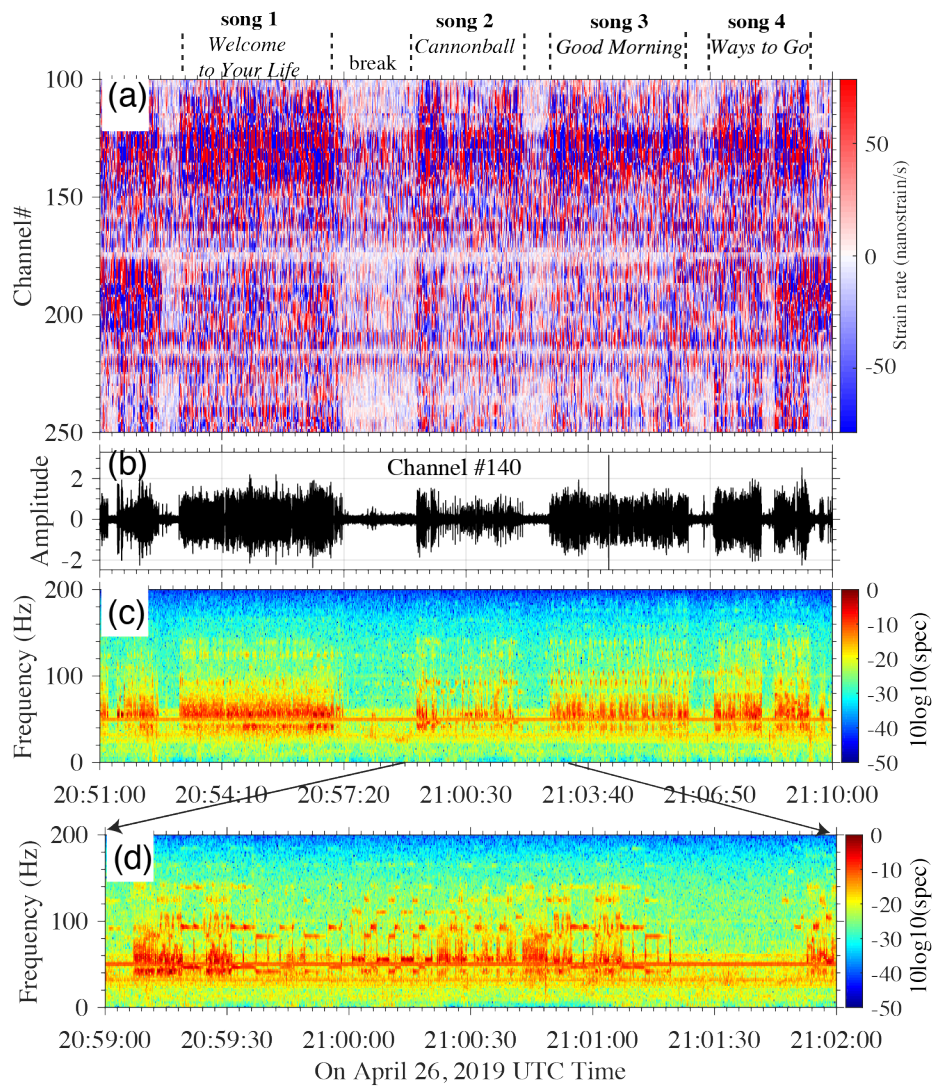 song 1
Welcome
to Your Life
break
song 2
Cannonball
song 3
Good Morning
song 4
Ways to Go
(a)
100
150
200
250
Channel#
50
0
-50
Strain rate (nanostrain/s)
(b)
Channel #140
2
0
-2
Amplitude
(c)
200
100
0
Frequency (Hz)
0
-10
-20
-30
-40
-50
10log10(spec)
20:51:00 20:54:10 20:57:20 21:00:30 21:03:40 21:06:50 21:10:00
(d)
200
100
0
Frequency (Hz)
0
-10
-20
-30
-40
-50
10log10(spec)
20:59:00 20:59:30 21:00:00 21:00:30 21:01:00 21:01:30 21:02:00
On April 26, 2019 UTC Time